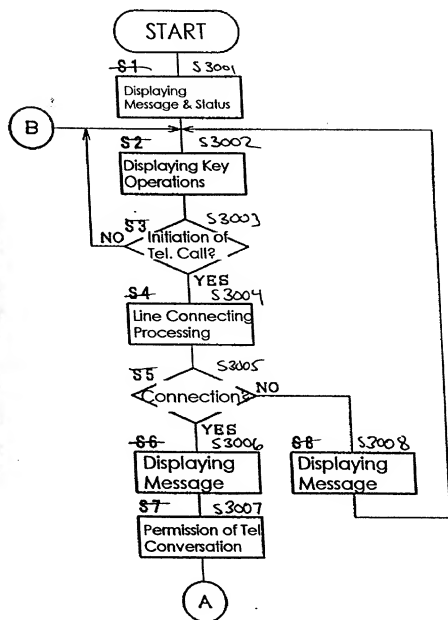 START
S1 S3001
Displaying
Message & Status
B
S2 S3002
Displaying Key
Operations
S3 S3003
NO
Initiation of
Tel. Call?
YES
S4 S3004
Line Connecting
Processing
S5 S3005
Connection?
NO
YES
S6 S3006
Displaying
Message
S8 S3008
Displaying
Message
S7 S3007
Permission of Tel
Conversation
A